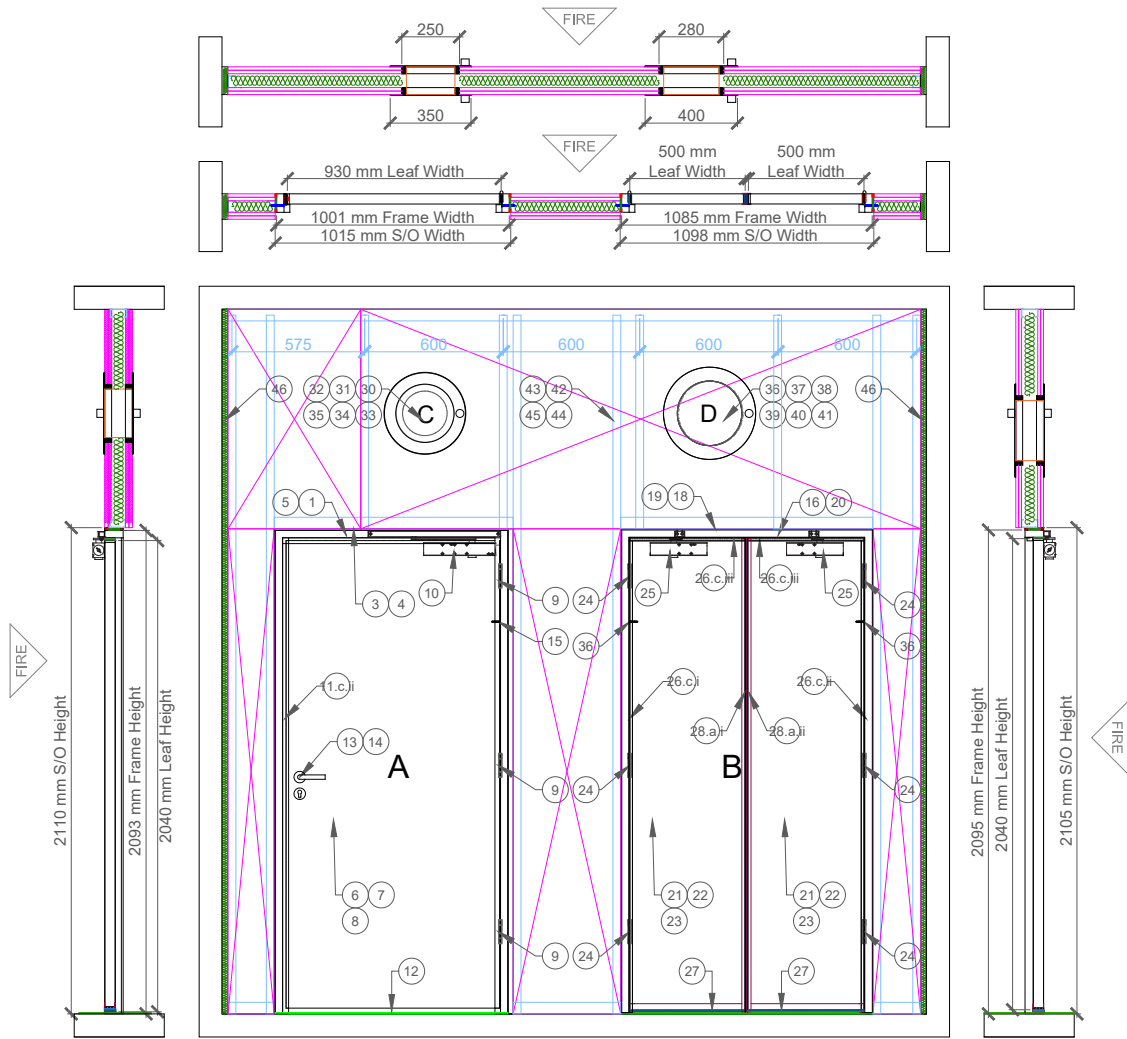 FIRE
250
280
350
400
FIRE
500 mm
Leaf Width
500 mm
Leaf Width
930 mm Leaf Width
1001 mm Frame Width
1015 mm S/O Width
1085 mm Frame Width
1098 mm S/O Width
575
600
600
600
600
46
32 31 30
35 34 33
C
43 42
45 44
D
36 37 38
39 40 41
46
5 1
19 18
16 20
3 4
10
9
24
25
26.c.iii
26.c.iii
25
24
15
36
36
11.c.ii
26.c.i
26.c.ii
28.a.i
28.a.ii
13 14
A
B
9
24
24
6 7
8
21 22
23
21 22
23
9
24
24
12
27
27
FIRE
2110 mm S/O Height
2093 mm Frame Height
2040 mm Leaf Height
2095 mm Frame Height
2040 mm Leaf Height
2105 mm S/O Height
FIRE